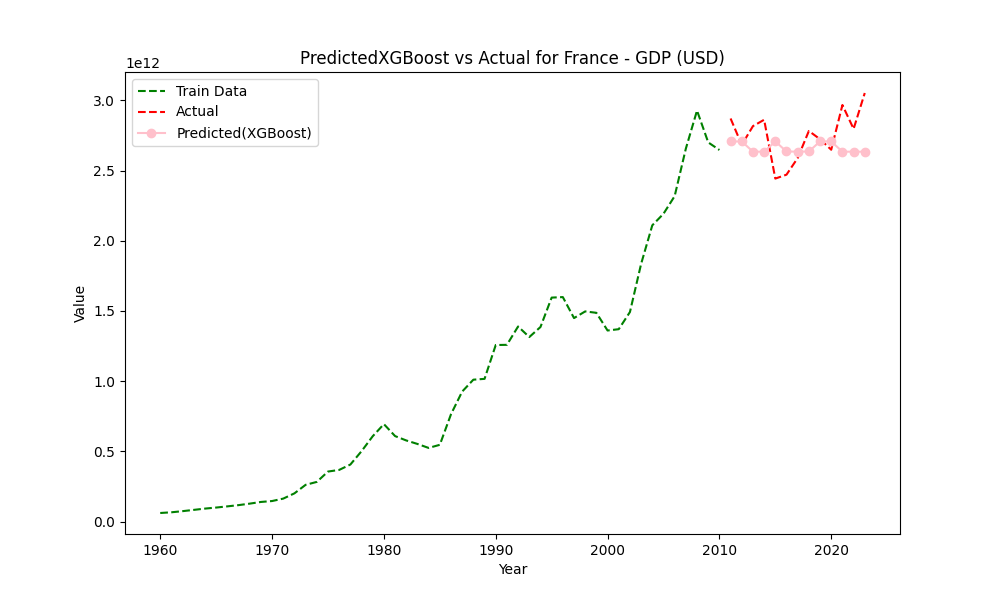 PredictedXGBoost vs Actual for France - GDP (USD)
1e12
Train Data
Actual
Predicted(XGBoost)
3.0
2.5
2.0
1.5
1.0
0.5
0.0
Value
1960 1970 1980 1990 2000 2010 2020
Year